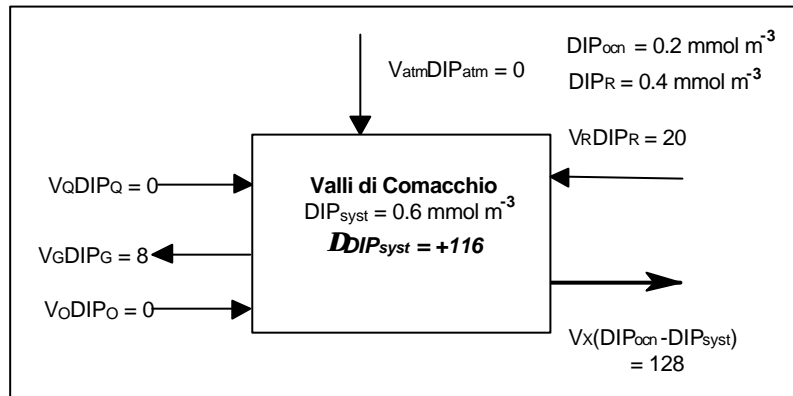 DIPocn = 0.2 mmol m-3
VatmDIPatm = 0
DIPR = 0.4 mmol m-3
VRDIPR = 20
Valli di Comacchio
VQDIPQ = 0
DIPsyst = 0.6 mmol m-3
DDIPsyst = +116
VGDIPG = 8
VODIPO = 0
VX(DIPocn-DIPsyst)
= 128